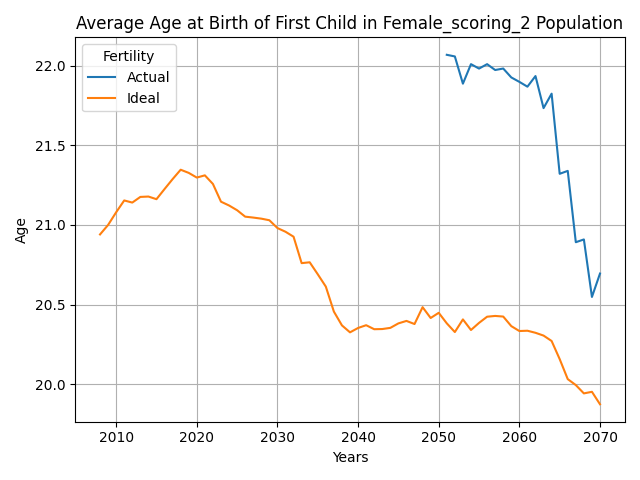 Average Age at Birth of First Child in Female_scoring_2 Population
Fertility
Actual
Ideal
22.0
21.5
21.0
20.5
20.0
Age
2010 2020 2030 2040 2050 2060 2070
Years